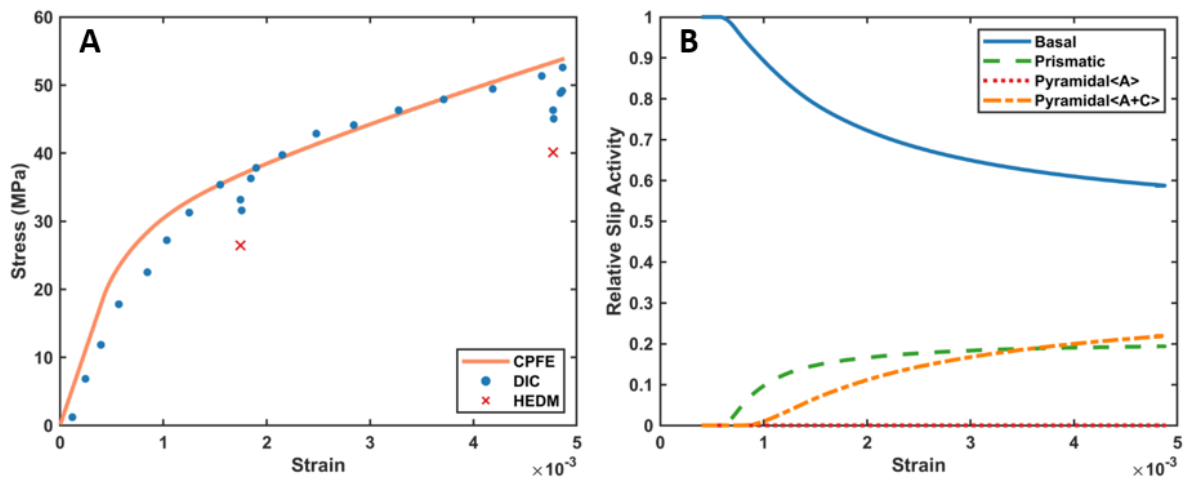 A
60
50
40
30
20
10
0
Stress (MPa)
CPFE
DIC
HEDM
0 1 2 3 4 5
Strain
×10⁻³
B
1
0.9
0.8
0.7
0.6
0.5
0.4
0.3
0.2
0.1
0
Relative Slip Activity
Basal
Prismatic
Pyramidal<A>
Pyramidal<A+C>
0 1 2 3 4 5
Strain
×10⁻³